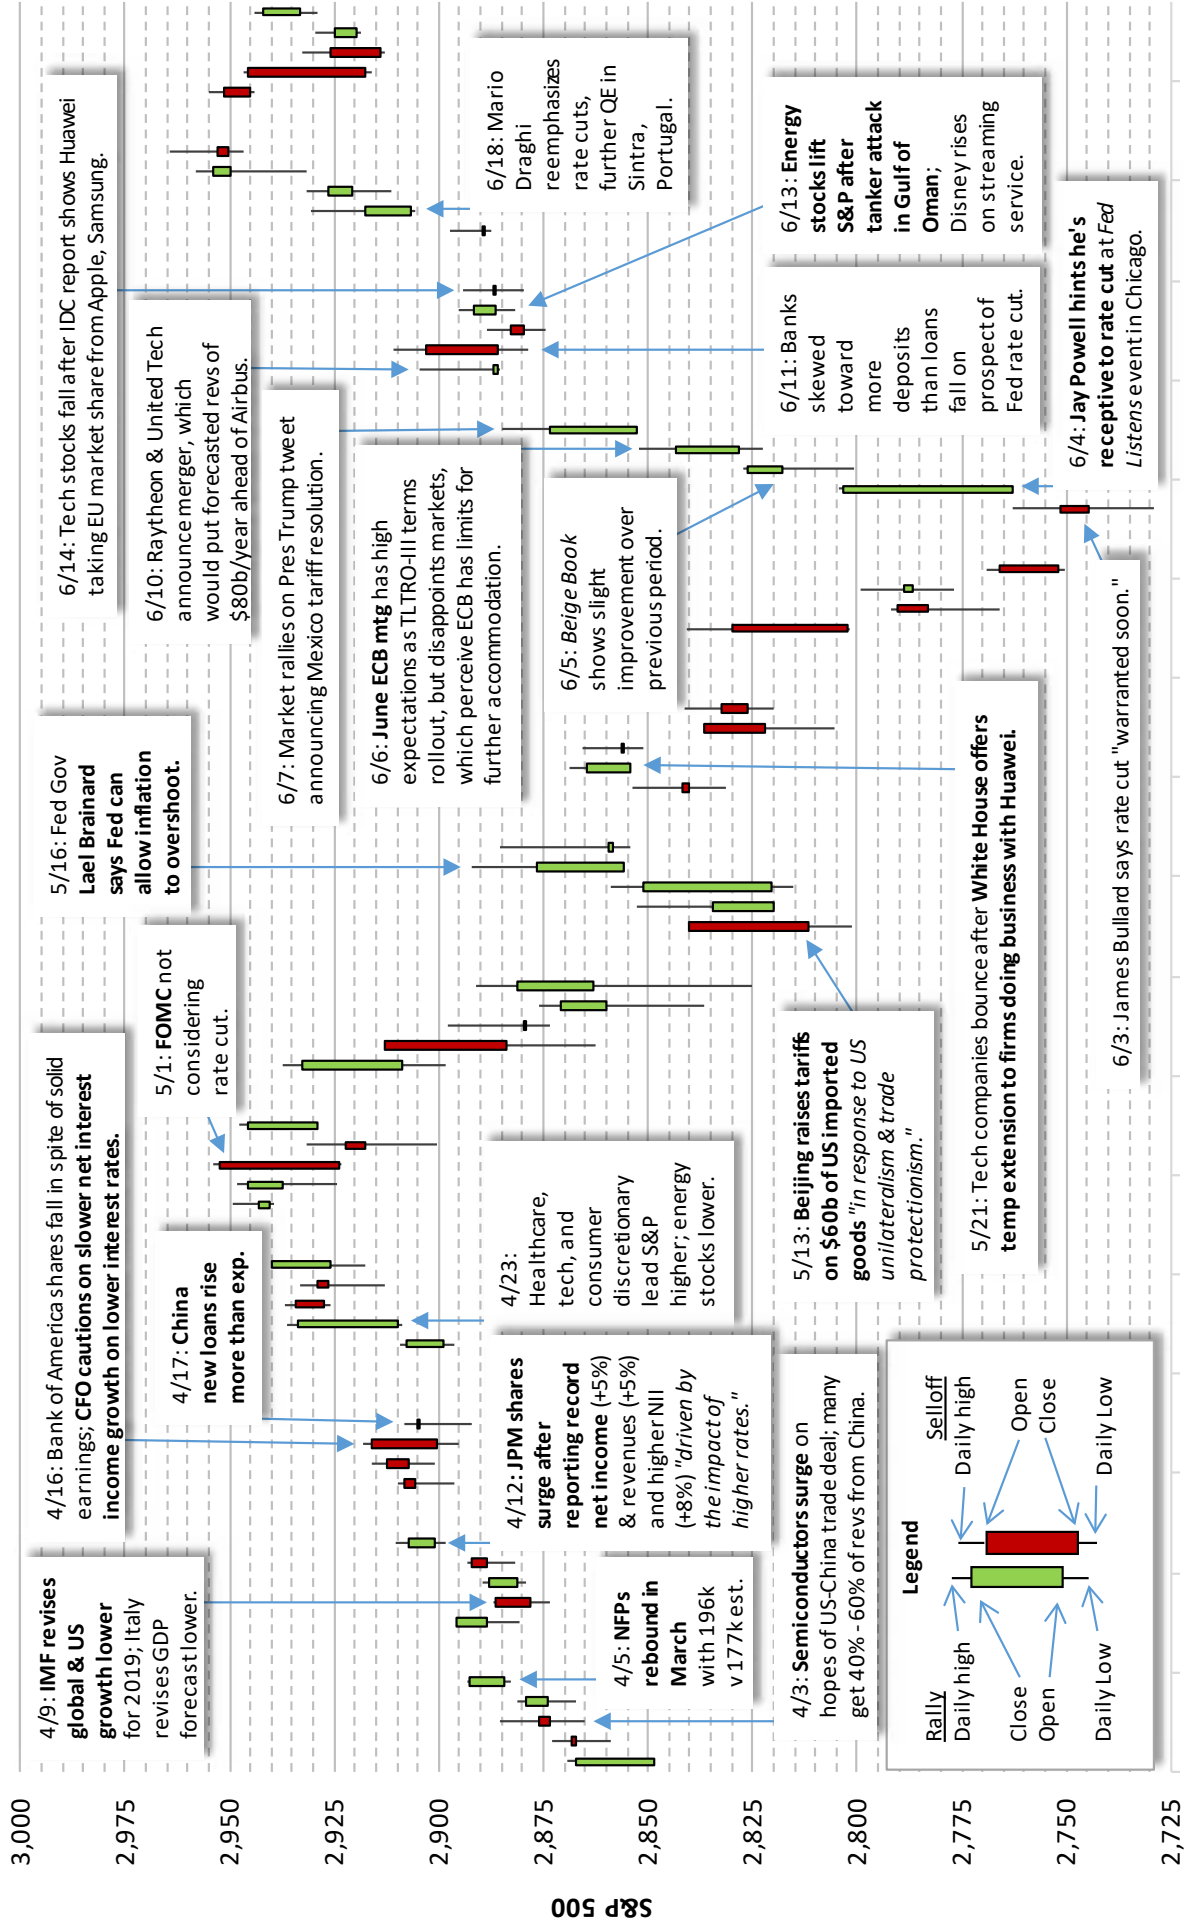 S&P 500
3,000
2,975
2,950
2,925
2,900
2,875
2,850
2,825
2,800
2,775
2,750
2,725
4/9: IMF revises
global & US
growth lower
for 2019; Italy
revises GDP
forecast lower.
4/16: Bank of America shares fall in spite of solid
earnings; CFO cautions on slower net interest
income growth on lower interest rates.
4/17: China
new loans rise
more than exp.
5/1: FOMC not
considering
rate cut.
5/16: Fed Gov
Lael Brainard
says Fed can
allow inflation
to overshoot.
6/14: Tech stocks fall after IDC report shows Huawei
taking EU market share from Apple, Samsung.
6/10: Raytheon & United Tech
announce merger, which
would put forecasted revs of
$80b/year ahead of Airbus.
6/7: Market rallies on Pres Trump tweet
announcing Mexico tariff resolution.
6/6: June ECB mtg has high
expectations as TLTRO-III terms
rollout, but disappoints markets,
which perceive ECB has limits for
further accommodation.
6/5: Beige Book
shows slight
improvement over
previous period.
6/18: Mario
Draghi
reemphasizes
rate cuts,
further QE in
Sintra,
Portugal.
6/13: Energy
stocks lift
S&P after
tanker attack
in Gulf of
Oman;
Disney rises
on streaming
service.
6/11: Banks
skewed
toward
more
deposits
than loans
fall on
prospect of
Fed rate cut.
6/4: Jay Powell hints he's
receptive to rate cut at Fed
Listens event in Chicago.
6/3: James Bullard says rate cut "warranted soon."
5/21: Tech companies bounce after White House offers
temp extension to firms doing business with Huawei.
5/13: Beijing raises tariffs
on $60b of US imported
goods "in response to US
unilateralism & trade
protectionism."
4/23:
Healthcare,
tech, and
consumer
discretionary
lead S&P
higher; energy
stocks lower.
4/12: JPM shares
surge after
reporting record
net income (+5%)
& revenues (+5%)
and higher NII
(+8%) "driven by
the impact of
higher rates."
4/5: NFPs
rebound in
March
with 196k
v 177k est.
4/3: Semiconductors surge on
hopes of US-China trade deal; many
get 40% - 60% of revs from China.
Legend
Rally
Daily high
Close
Open
Daily Low
Selloff
Daily high
Open
Close
Daily Low